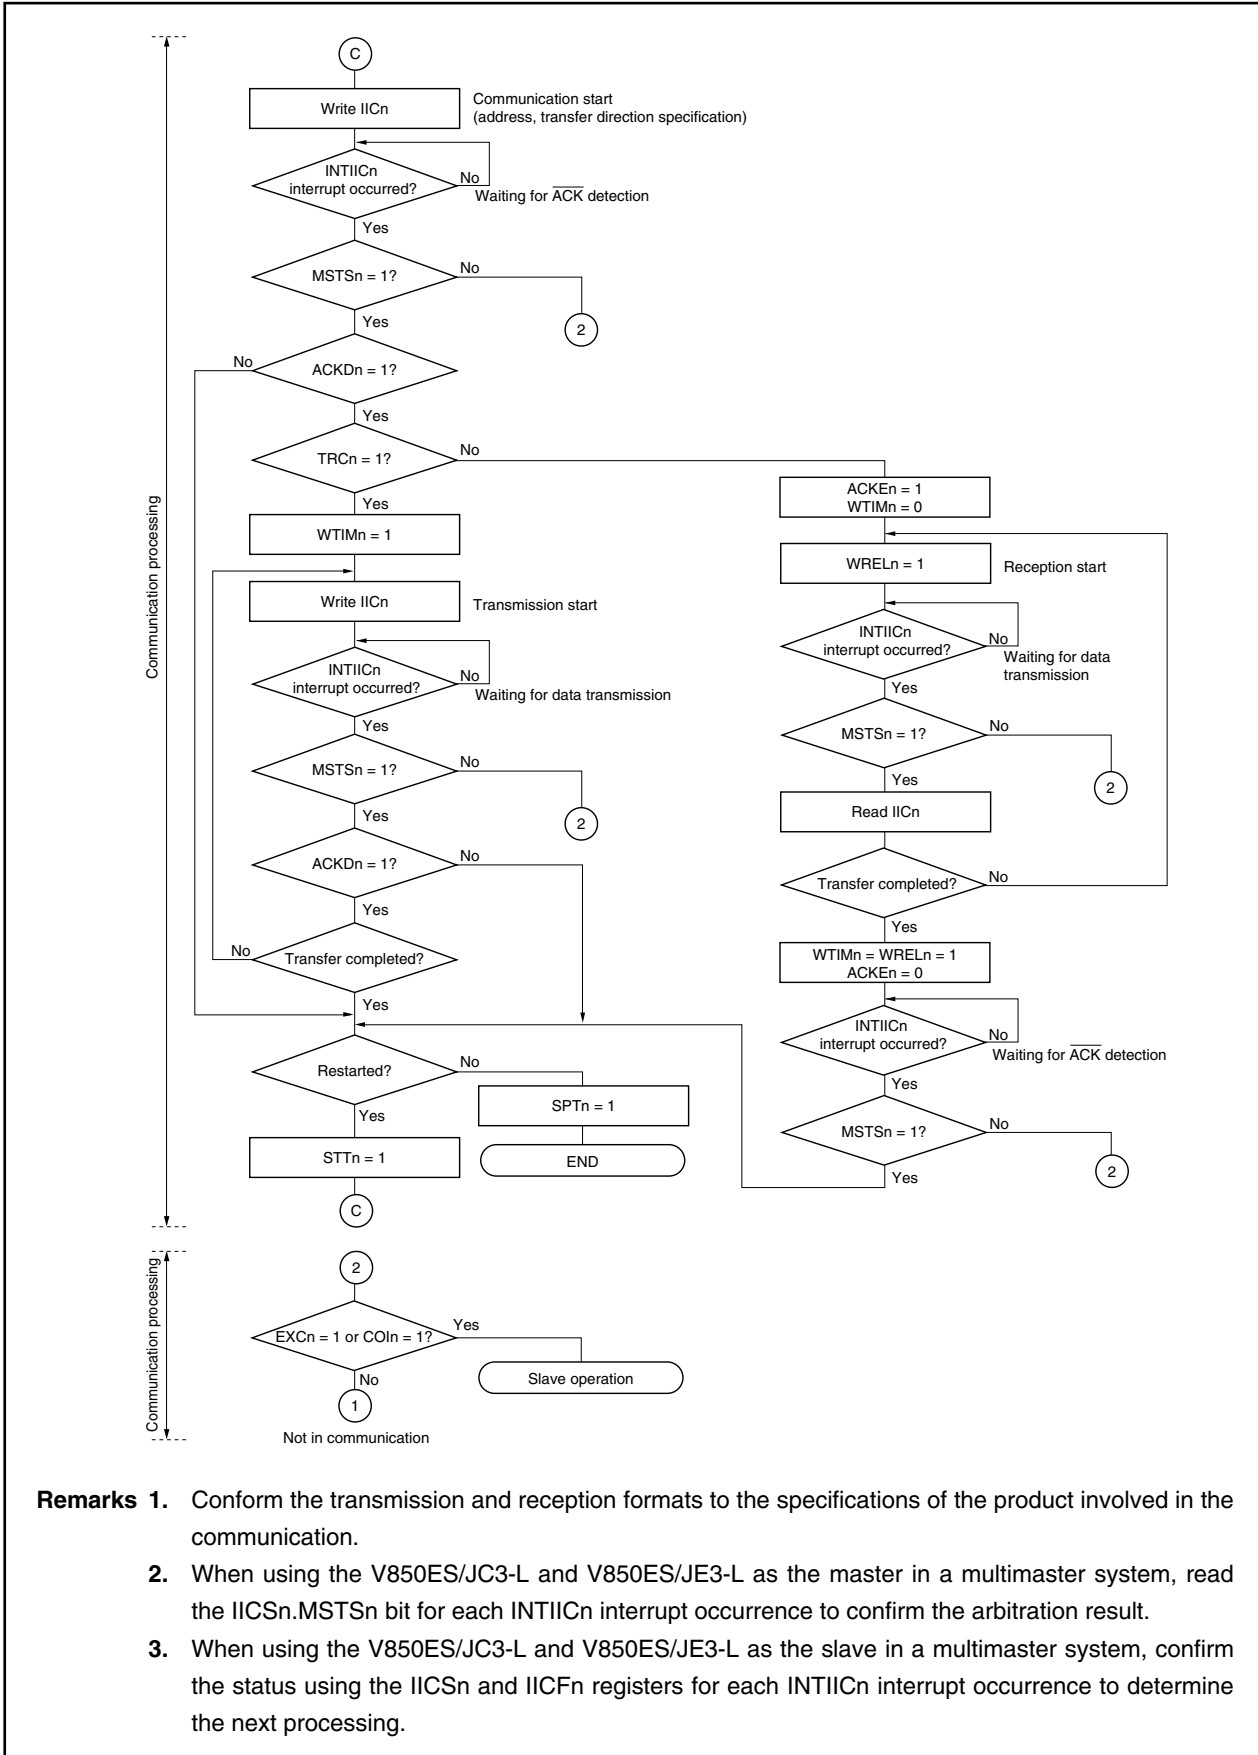 C
Write IICn
Communication start
(address, transfer direction specification)
INTIICn
interrupt occurred?
No
Waiting for ACK detection
Yes
MSTSn = 1?
No
2
Yes
ACKDn = 1?
No
Yes
TRCn = 1?
No
Yes
WTIMn = 1
Write IICn
Transmission start
INTIICn
interrupt occurred?
No
Waiting for data transmission
Yes
MSTSn = 1?
No
2
Yes
ACKDn = 1?
No
Yes
Transfer completed?
No
Yes
Restarted?
No
SPTn = 1
END
Yes
STTn = 1
C
ACKEn = 1
WTIMn = 0
WRELn = 1
Reception start
INTIICn
interrupt occurred?
No
Waiting for data
transmission
Yes
MSTSn = 1?
No
2
Yes
Read IICn
Transfer completed?
No
Yes
WTIMn = WRELn = 1
ACKEn = 0
INTIICn
interrupt occurred?
No
Waiting for ACK detection
Yes
MSTSn = 1?
No
2
Yes
Communication processing
2
EXCn = 1 or COIn = 1?
Yes
Slave operation
No
1
Not in communication
Communication processing
Remarks 1. Conform the transmission and reception formats to the specifications of the product involved in the
communication.
2. When using the V850ES/JC3-L and V850ES/JE3-L as the master in a multimaster system, read
the IICSn.MSTSn bit for each INTIICn interrupt occurrence to confirm the arbitration result.
3. When using the V850ES/JC3-L and V850ES/JE3-L as the slave in a multimaster system, confirm
the status using the IICSn and IICFn registers for each INTIICn interrupt occurrence to determine
the next processing.